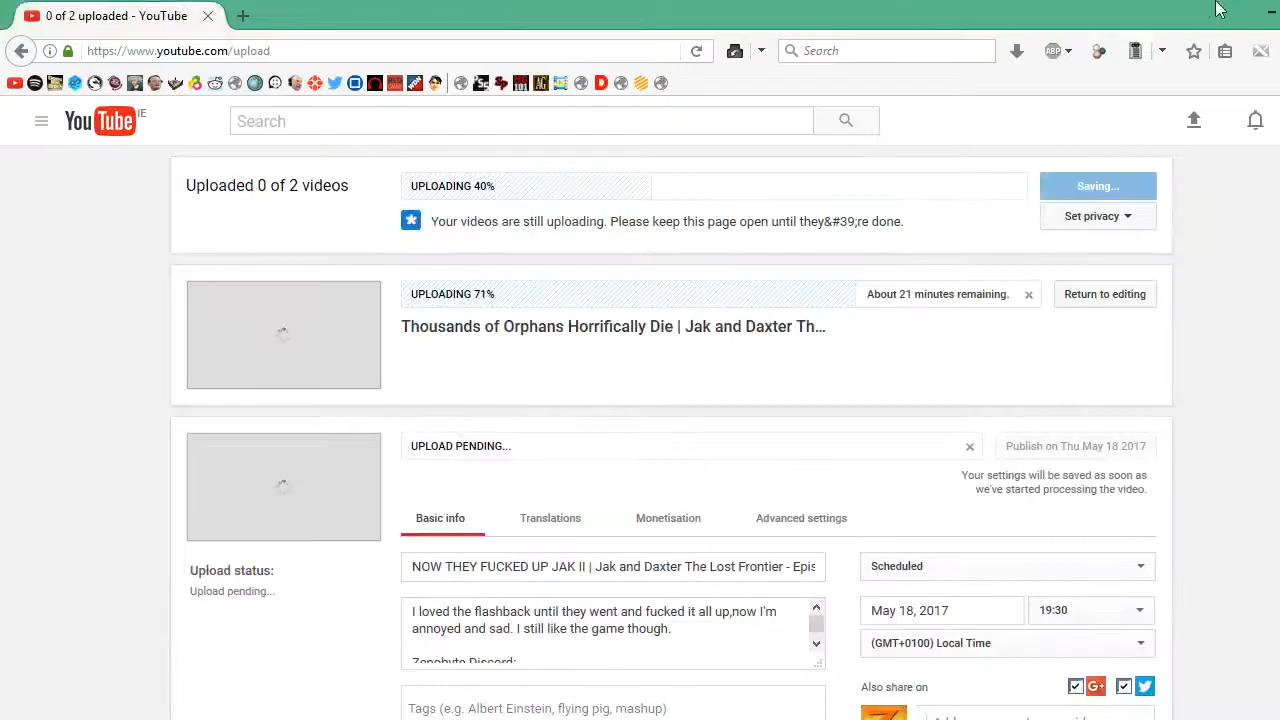 0 of 2 uploaded - YouTube
https://www.youtube.com/upload
Search
ABP
YouTube IE
Search
Uploaded 0 of 2 videos
UPLOADING 40%
Saving...
Your videos are still uploading. Please keep this page open until they&#39;re done.
Set privacy
UPLOADING 71%
About 21 minutes remaining.
Return to editing
Thousands of Orphans Horrifically Die | Jak and Daxter Th...
UPLOAD PENDING...
Publish on Thu May 18 2017
Your settings will be saved as soon as
we've started processing the video.
Basic info
Translations
Monetisation
Advanced settings
Upload status:
Upload pending...
NOW THEY FUCKED UP JAK II | Jak and Daxter The Lost Frontier - Epis
Scheduled
I loved the flashback until they went and fucked it all up,now I'm
annoyed and sad. I still like the game though.
May 18, 2017
19:30
(GMT+0100) Local Time
Also share on
G+
Tags (e.g. Albert Einstein, flying pig, mashup)